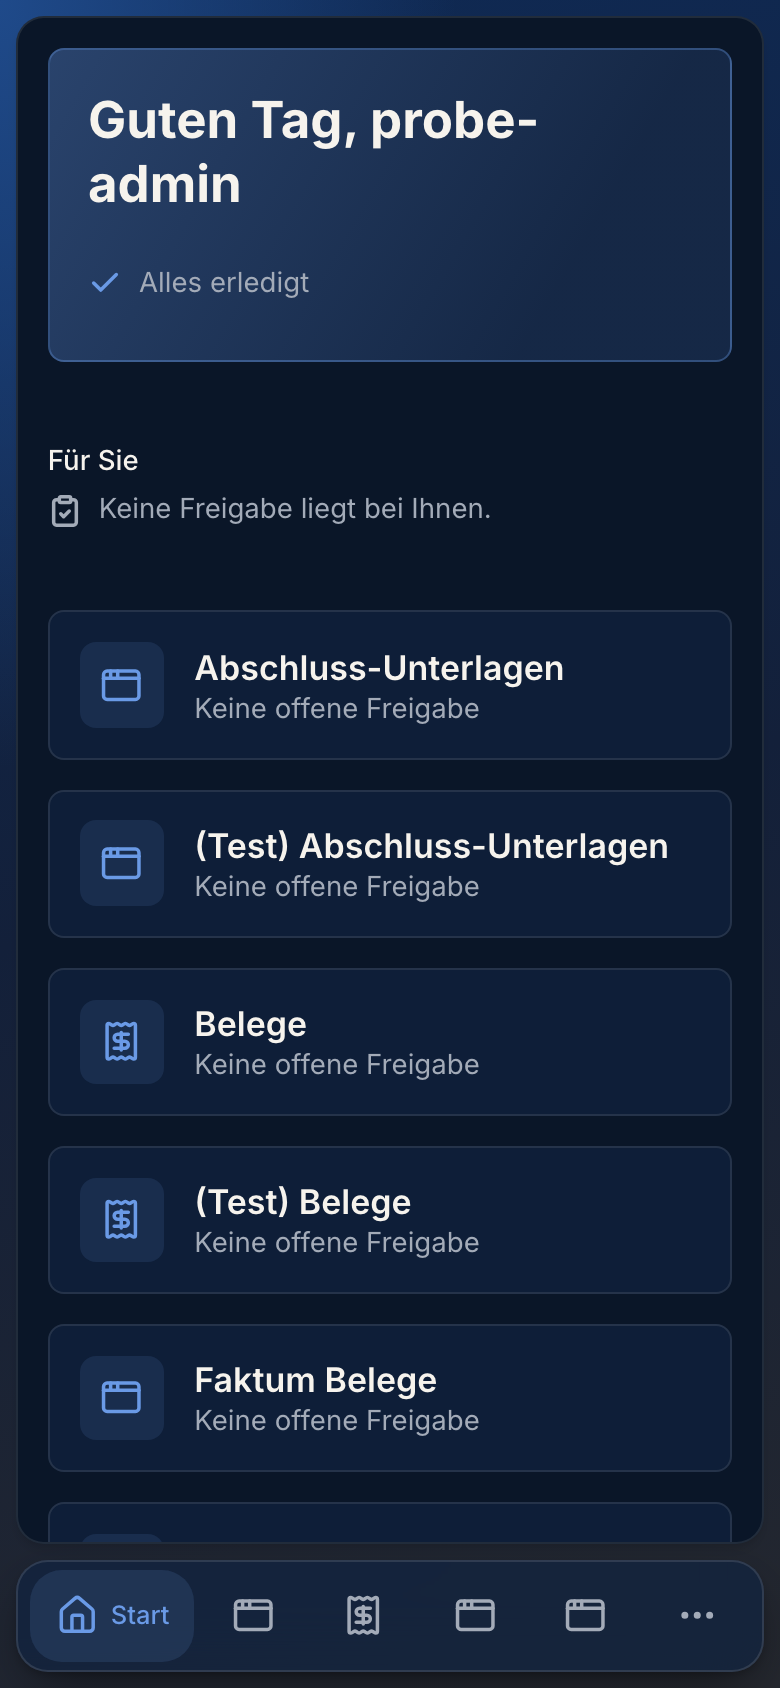 Guten Tag, probe-
admin
Alles erledigt
Für Sie
Keine Freigabe liegt bei Ihnen.
Abschluss-Unterlagen
Keine offene Freigabe
(Test) Abschluss-Unterlagen
Keine offene Freigabe
Belege
Keine offene Freigabe
(Test) Belege
Keine offene Freigabe
Faktum Belege
Keine offene Freigabe
Start